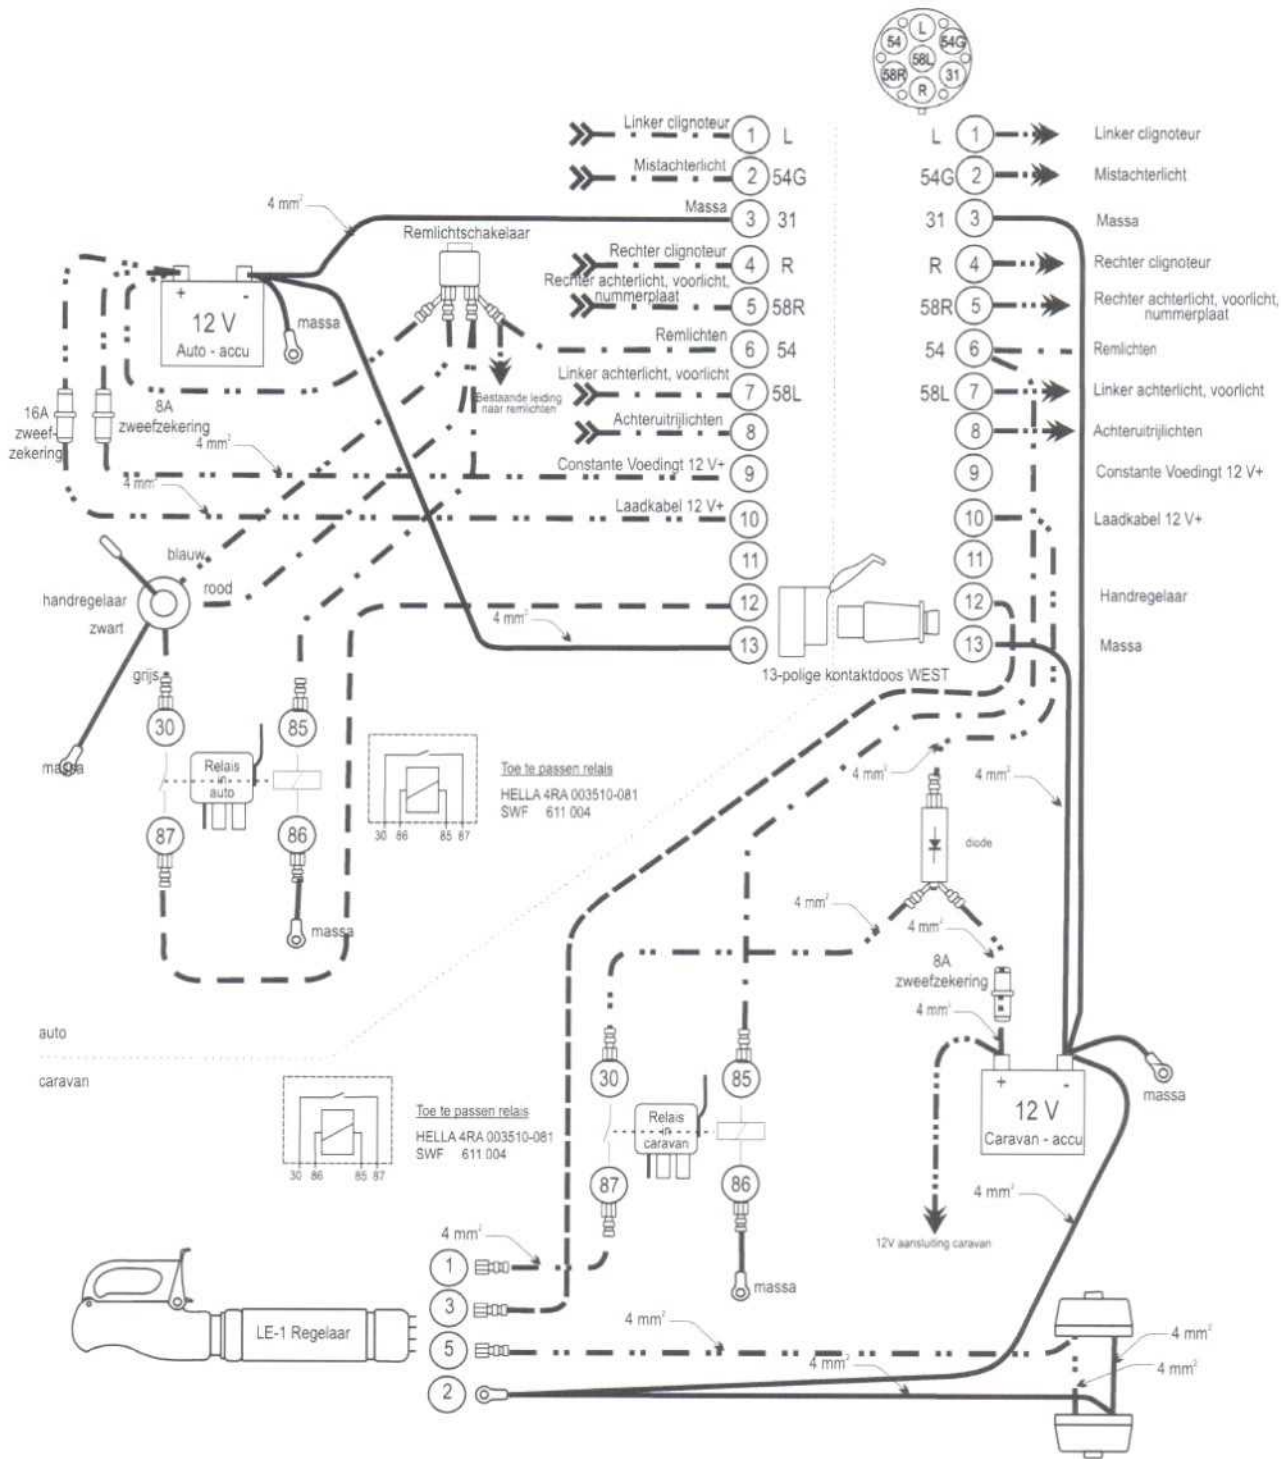 L
54
54G
58L
58R
31
R
Linker clignoteur
1
L
L
1
Linker clignoteur
Mistachterlicht
2
54G
54G
2
Mistachterlicht
4 mm²
Massa
3
31
31
3
Massa
Remlichtschakelaar
Rechter clignoteur
4
R
R
4
Rechter clignoteur
Rechter achterlicht, voorlicht,
nummerplaat
5
58R
58R
5
Rechter achterlicht, voorlicht,
nummerplaat
+
-
12 V
Auto - accu
massa
Remlichten
6
54
54
6
Remlichten
Linker achterlicht, voorlicht
7
58L
58L
7
Linker achterlicht, voorlicht
Bestaande leiding
naar remlichten
16A
zweef-
zekering
8A
zweefzekering
Achteruitrijlichten
8
8
Achteruitrijlichten
4 mm²
Constante Voedingt 12 V+
9
9
Constante Voedingt 12 V+
4 mm²
Laadkabel 12 V+
10
10
Laadkabel 12 V+
11
11
blauw
rood
handregelaar
zwart
grijs
12
12
Handregelaar
4 mm²
13
13
Massa
13-polige kontaktdoos WEST
massa
30
85
Relais
in
auto
87
86
massa
30
86
85
87
Toe te passen relais
HELLA 4RA 003510-081
SWF 611 004
4 mm²
4 mm²
diode
4 mm²
4 mm²
8A
zweefzekering
4 mm²
auto
caravan
30
86
85
87
Toe te passen relais
HELLA 4RA 003510-081
SWF 611 004
30
85
Relais
in
caravan
87
86
massa
+
-
12 V
Caravan - accu
massa
4 mm²
12V aansluiting caravan
4 mm²
1
3
5
2
LE-1 Regelaar
4 mm²
4 mm²
4 mm²
4 mm²